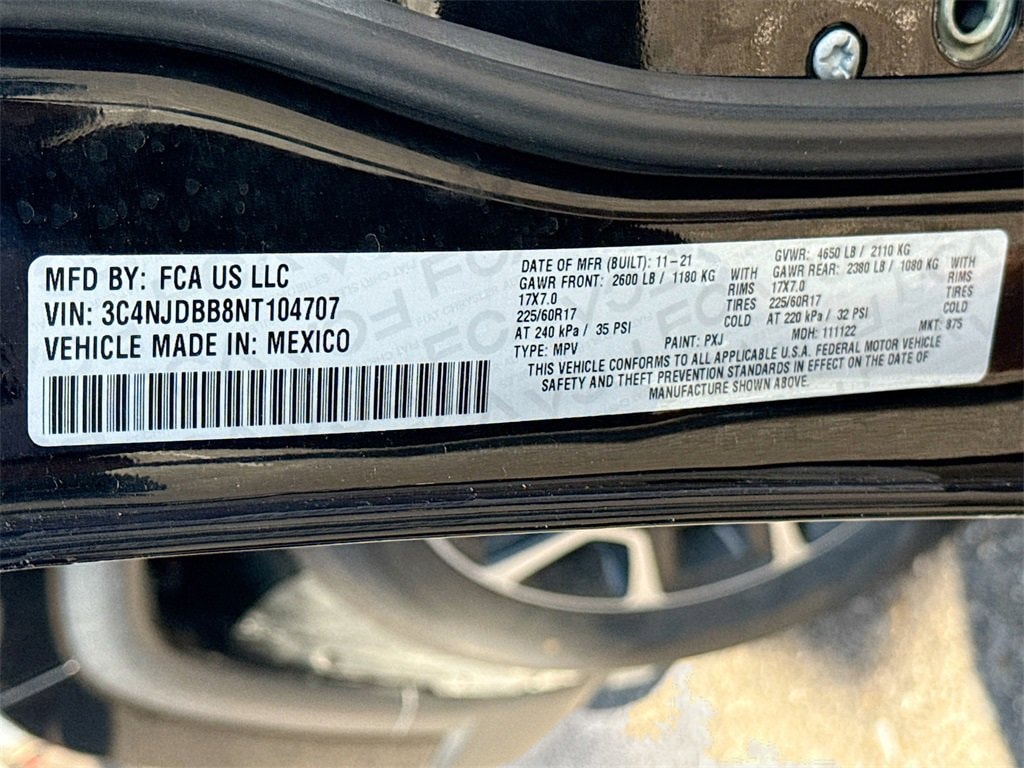 MFD BY: FCA US LLC
VIN: 3C4NJDBB8NT104707
VEHICLE MADE IN: MEXICO
DATE OF MFR (BUILT): 11-21
GVWR: 4650 LB / 2110 KG
GAWR FRONT: 2600 LB / 1180 KG WITH
GAWR REAR: 2380 LB / 1080 KG WITH
17X7.0 RIMS
17X7.0 RIMS
225/60R17 TIRES
225/60R17 TIRES
AT 240 kPa / 35 PSI COLD
AT 220 kPa / 32 PSI COLD
TYPE: MPV PAINT: PXJ MDH: 111122 MKT: 875
THIS VEHICLE CONFORMS TO ALL APPLICABLE U.S.A. FEDERAL MOTOR VEHICLE
SAFETY AND THEFT PREVENTION STANDARDS IN EFFECT ON THE DATE OF
MANUFACTURE SHOWN ABOVE.